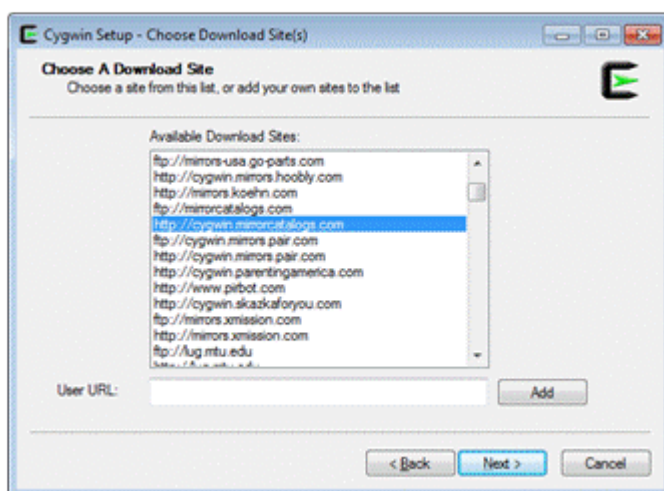 Cygwin Setup - Choose Download Site(s)
Choose A Download Site
Choose a site from this list, or add your own sites to the list
Available Download Sites:
ftp://mirrors-usa.go-parts.com
http://cygwin.mirrors.hoobly.com
http://mirrors.koehn.com
ftp://mirrorcatalogs.com
http://cygwin.mirrorcatalogs.com
ftp://cygwin.mirrors.pair.com
http://cygwin.mirrors.pair.com
http://cygwin.parentingamerica.com
http://www.pirbot.com
http://cygwin.skazkaforyou.com
ftp://mirrors.xmission.com
http://mirrors.xmission.com
ftp://lug.mtu.edu
User URL:
Add
< Back
Next >
Cancel